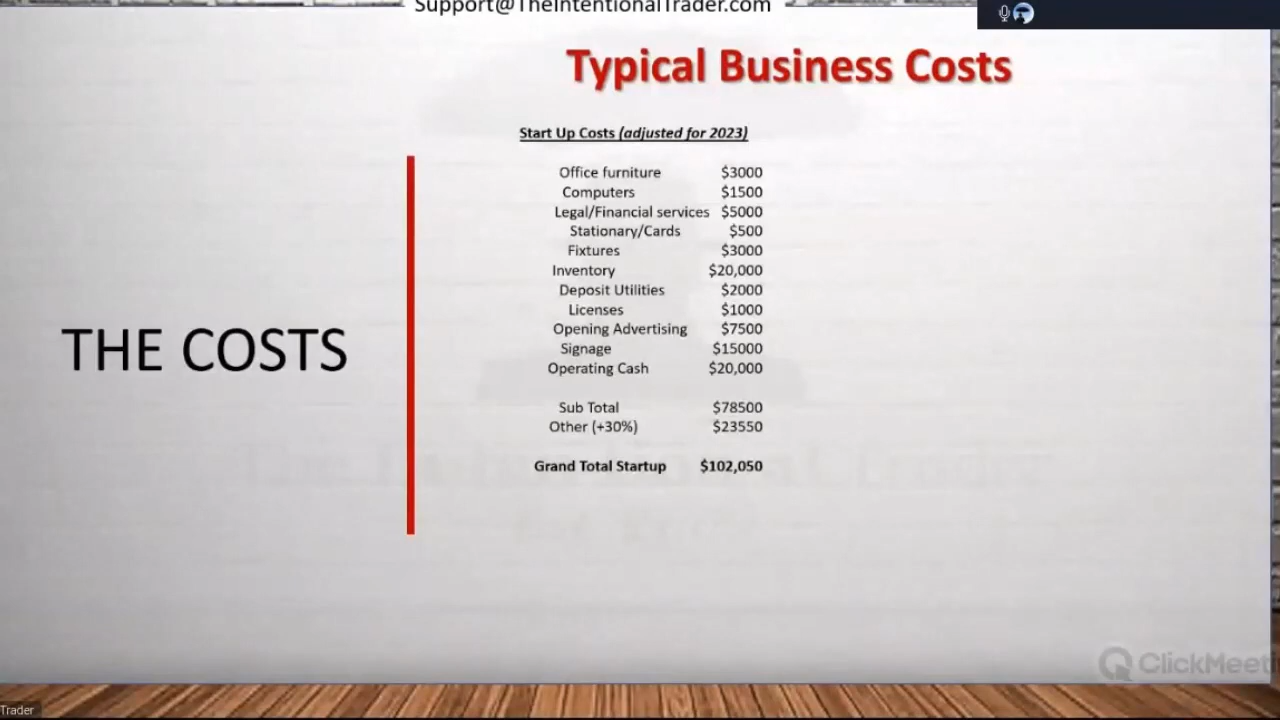 Support@TheIntentionalTrader.com
Typical Business Costs
Start Up Costs (adjusted for 2023)
Office furniture $3000
Computers $1500
Legal/Financial services $5000
Stationary/Cards $500
Fixtures $3000
Inventory $20,000
Deposit Utilities $2000
Licenses $1000
Opening Advertising $7500
Signage $15000
Operating Cash $20,000
THE COSTS
Sub Total $78500
Other (+30%) $23550
Grand Total Startup $102,050
The Intentional Trader
ClickMeet
Trader